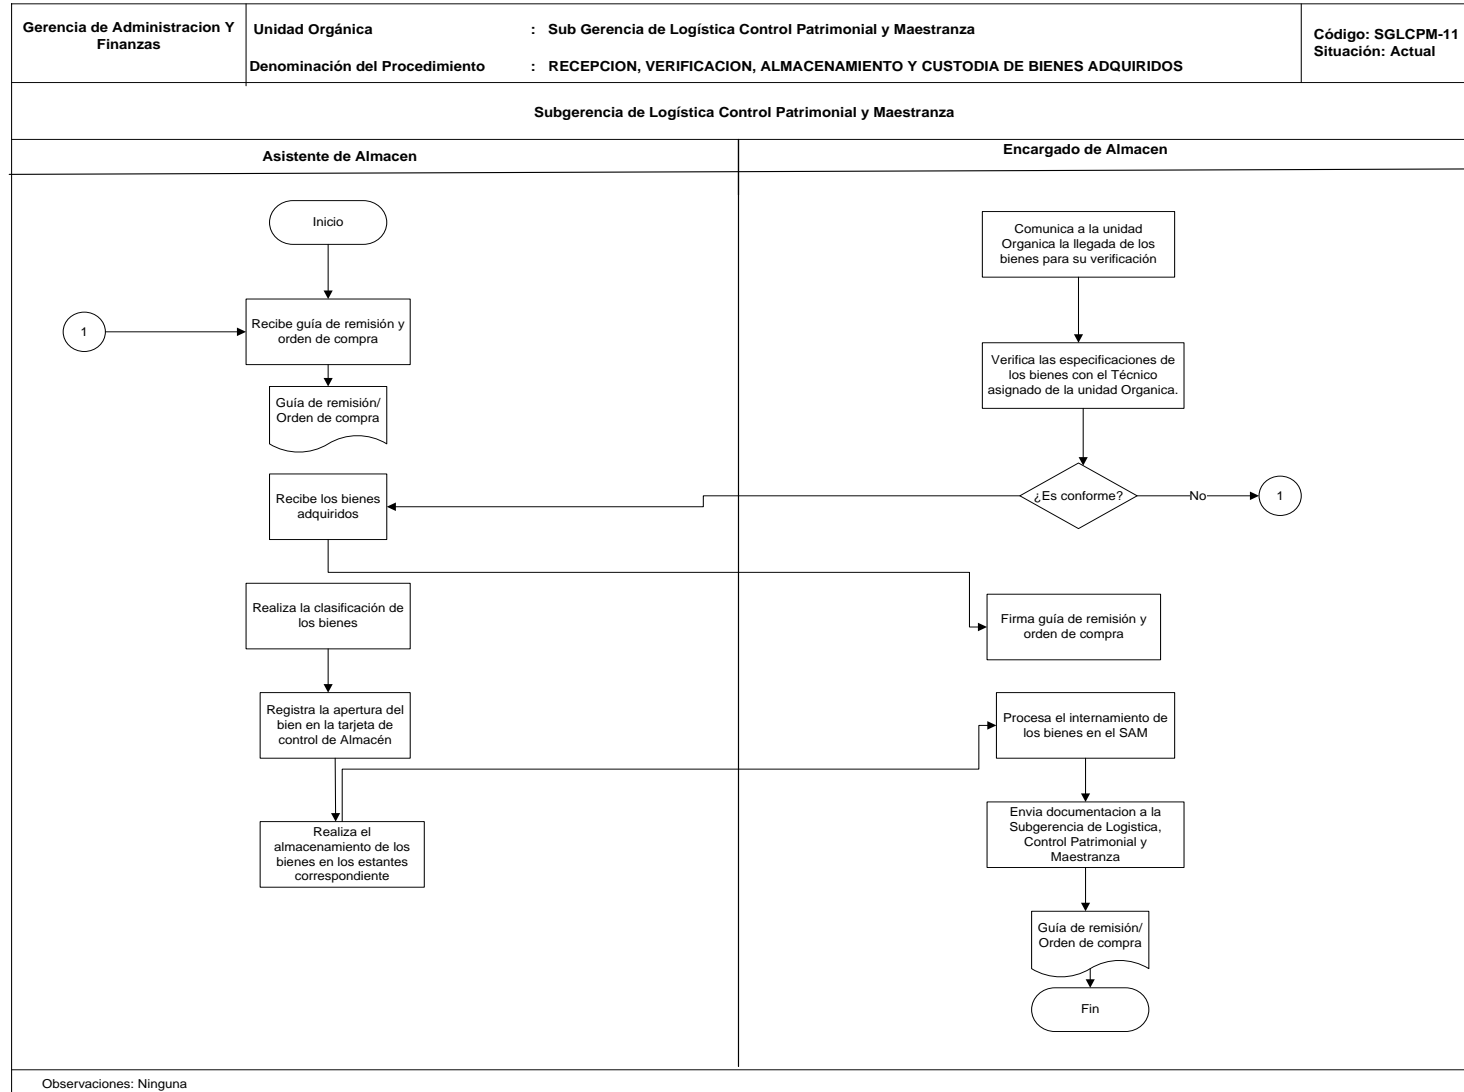 Gerencia de Administracion Y
Finanzas
Unidad Orgánica : Sub Gerencia de Logística Control Patrimonial y Maestranza
Denominación del Procedimiento : RECEPCION, VERIFICACION, ALMACENAMIENTO Y CUSTODIA DE BIENES ADQUIRIDOS
Código: SGLCPM-11
Situación: Actual
Subgerencia de Logística Control Patrimonial y Maestranza
Asistente de Almacen
Encargado de Almacen
Inicio
1
Recibe guía de remisión y
orden de compra
Guía de remisión/
Orden de compra
Recibe los bienes
adquiridos
Realiza la clasificación de
los bienes
Registra la apertura del
bien en la tarjeta de
control de Almacén
Realiza el
almacenamiento de los
bienes en los estantes
correspondiente
Comunica a la unidad
Organica la llegada de los
bienes para su verificación
Verifica las especificaciones de
los bienes con el Técnico
asignado de la unidad Organica.
¿Es conforme?
No
1
Firma guía de remisión y
orden de compra
Procesa el internamiento de
los bienes en el SAM
Envia documentacion a la
Subgerencia de Logistica,
Control Patrimonial y
Maestranza
Guía de remisión/
Orden de compra
Fin
Observaciones: Ninguna